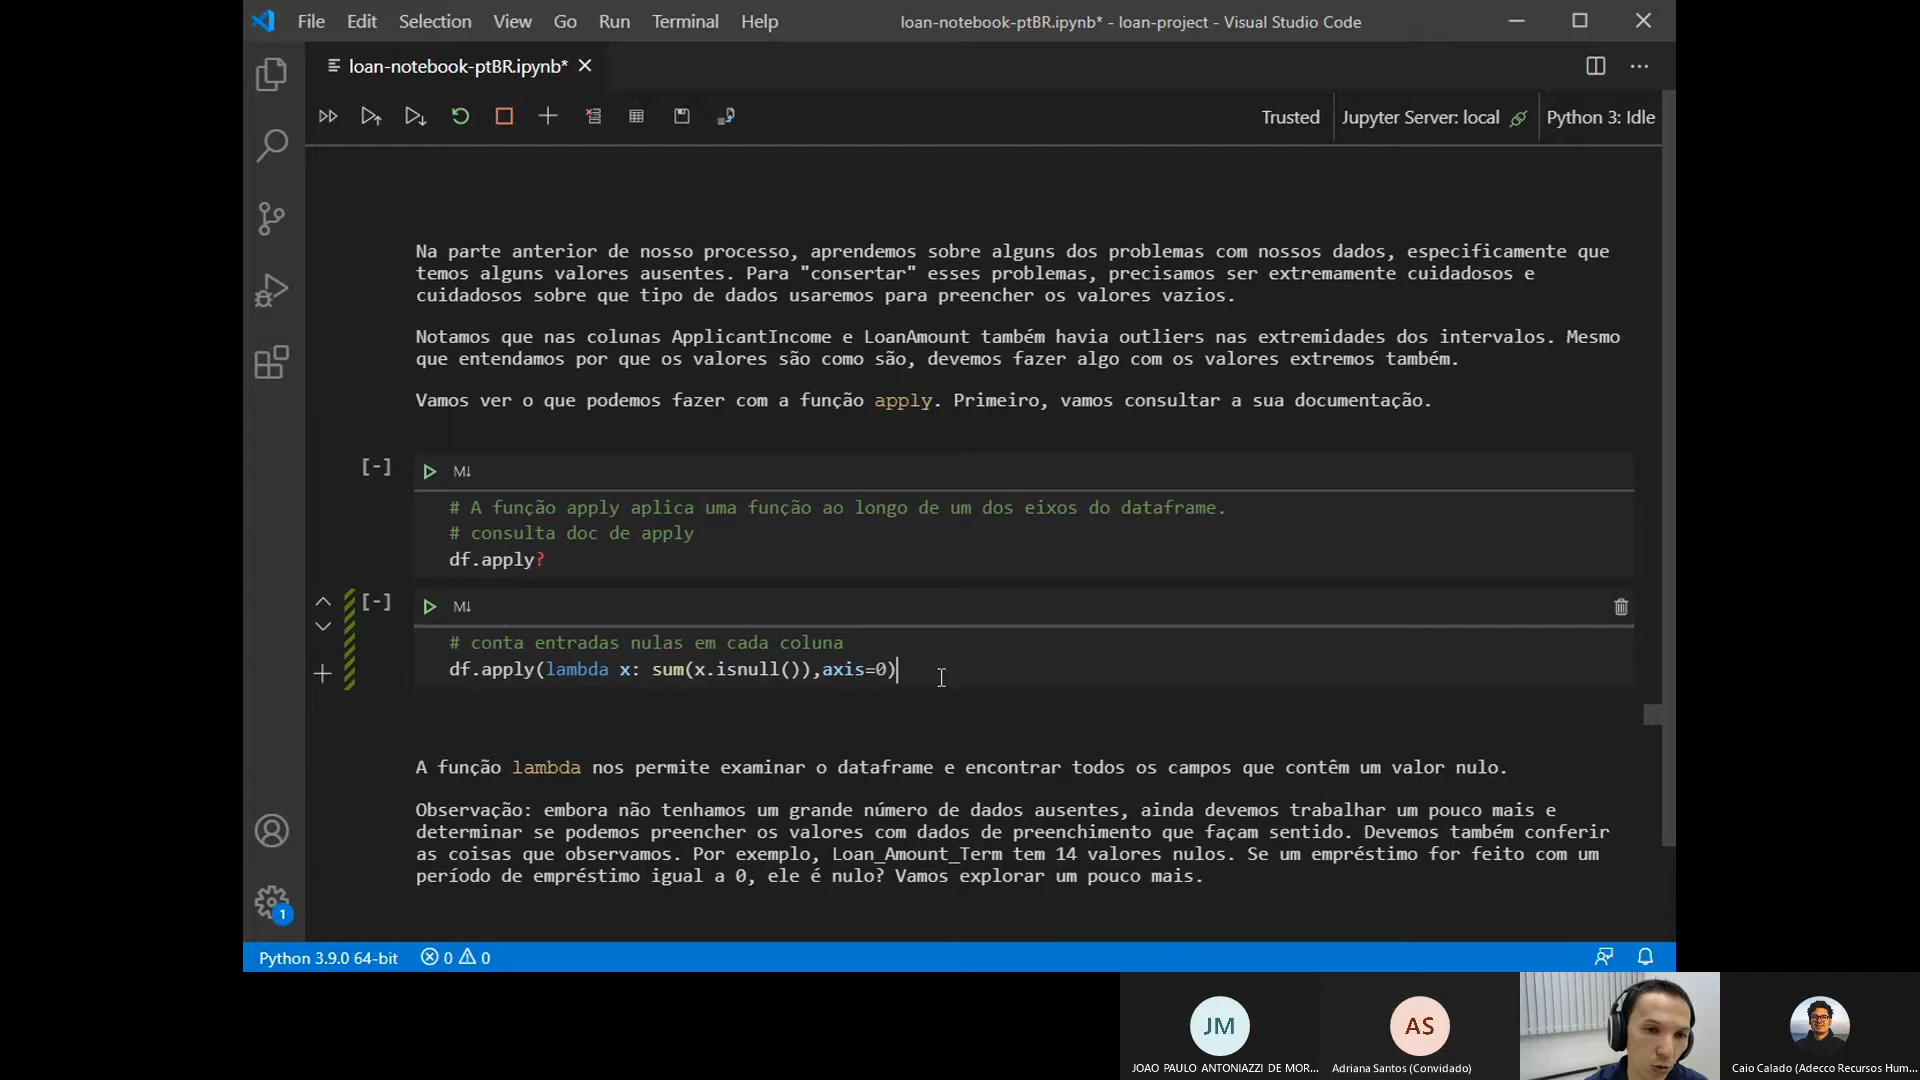 File Edit Selection View Go Run Terminal Help
loan-notebook-ptBR.ipynb* - loan-project - Visual Studio Code
loan-notebook-ptBR.ipynb*
Trusted
Jupyter Server: local
Python 3: Idle
Na parte anterior de nosso processo, aprendemos sobre alguns dos problemas com nossos dados, especificamente que
temos alguns valores ausentes. Para "consertar" esses problemas, precisamos ser extremamente cuidadosos e
cuidadosos sobre que tipo de dados usaremos para preencher os valores vazios.
Notamos que nas colunas ApplicantIncome e LoanAmount também havia outliers nas extremidades dos intervalos. Mesmo
que entendamos por que os valores são como são, devemos fazer algo com os valores extremos também.
Vamos ver o que podemos fazer com a função apply. Primeiro, vamos consultar a sua documentação.
[-]
M↓
# A função apply aplica uma função ao longo de um dos eixos do dataframe.
# consulta doc de apply
df.apply?
[-]
M↓
# conta entradas nulas em cada coluna
df.apply(lambda x: sum(x.isnull()),axis=0)
A função lambda nos permite examinar o dataframe e encontrar todos os campos que contêm um valor nulo.
Observação: embora não tenhamos um grande número de dados ausentes, ainda devemos trabalhar um pouco mais e
determinar se podemos preencher os valores com dados de preenchimento que façam sentido. Devemos também conferir
as coisas que observamos. Por exemplo, Loan_Amount_Term tem 14 valores nulos. Se um empréstimo for feito com um
período de empréstimo igual a 0, ele é nulo? Vamos explorar um pouco mais.
1
Python 3.9.0 64-bit
0 0
JM
AS
JOAO PAULO ANTONIAZZI DE MOR...
Adriana Santos (Convidado)
Caio Calado (Adecco Recursos Hum...